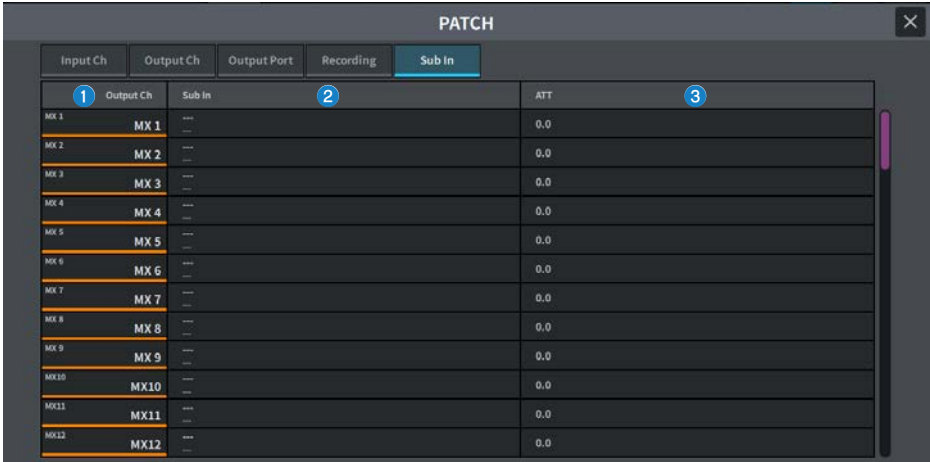 PATCH
Input Ch Output Ch Output Port Recording Sub In
1 Output Ch Sub In 2 ATT 3
MX 1 MX 1 --- --- 0.0
MX 2 MX 2 --- --- 0.0
MX 3 MX 3 --- --- 0.0
MX 4 MX 4 --- --- 0.0
MX 5 MX 5 --- --- 0.0
MX 6 MX 6 --- --- 0.0
MX 7 MX 7 --- --- 0.0
MX 8 MX 8 --- --- 0.0
MX 9 MX 9 --- --- 0.0
MX10 MX10 --- --- 0.0
MX11 MX11 --- --- 0.0
MX12 MX12 --- --- 0.0